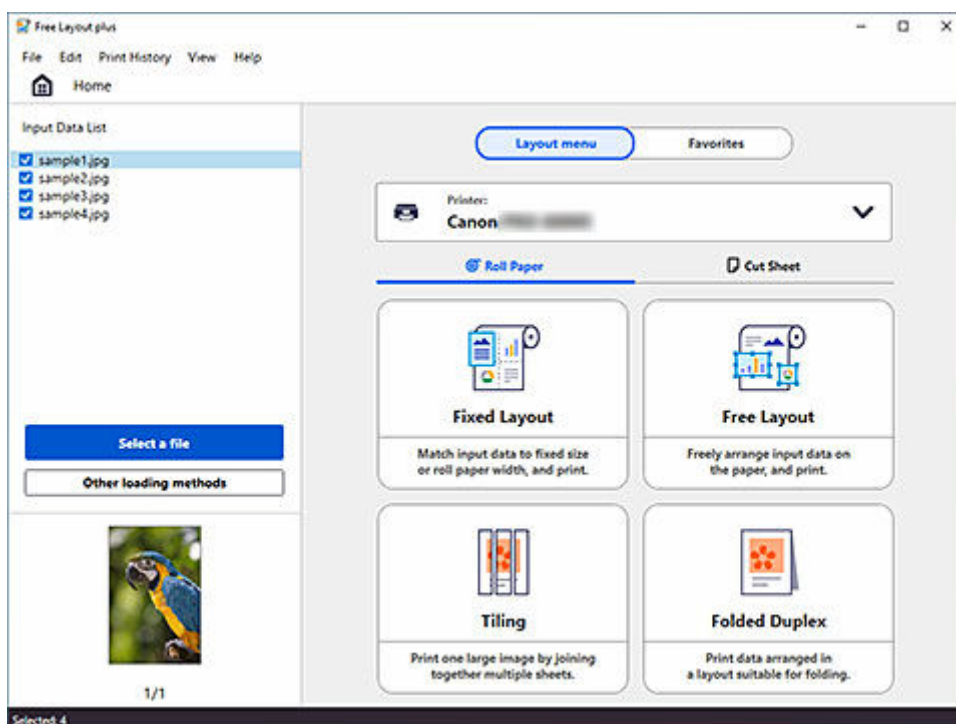 Free Layout plus
File Edit Print History View Help
Home
Input Data List
sample1.jpg
sample2.jpg
sample3.jpg
sample4.jpg
Select a file
Other loading methods
1/1
Selected: 4
Layout menu
Favorites
Printer:
Canon
Roll Paper
Cut Sheet
Fixed Layout
Match input data to fixed size
or roll paper width, and print.
Free Layout
Freely arrange input data on
the paper, and print.
Tiling
Print one large image by joining
together multiple sheets.
Folded Duplex
Print data arranged in
a layout suitable for folding.